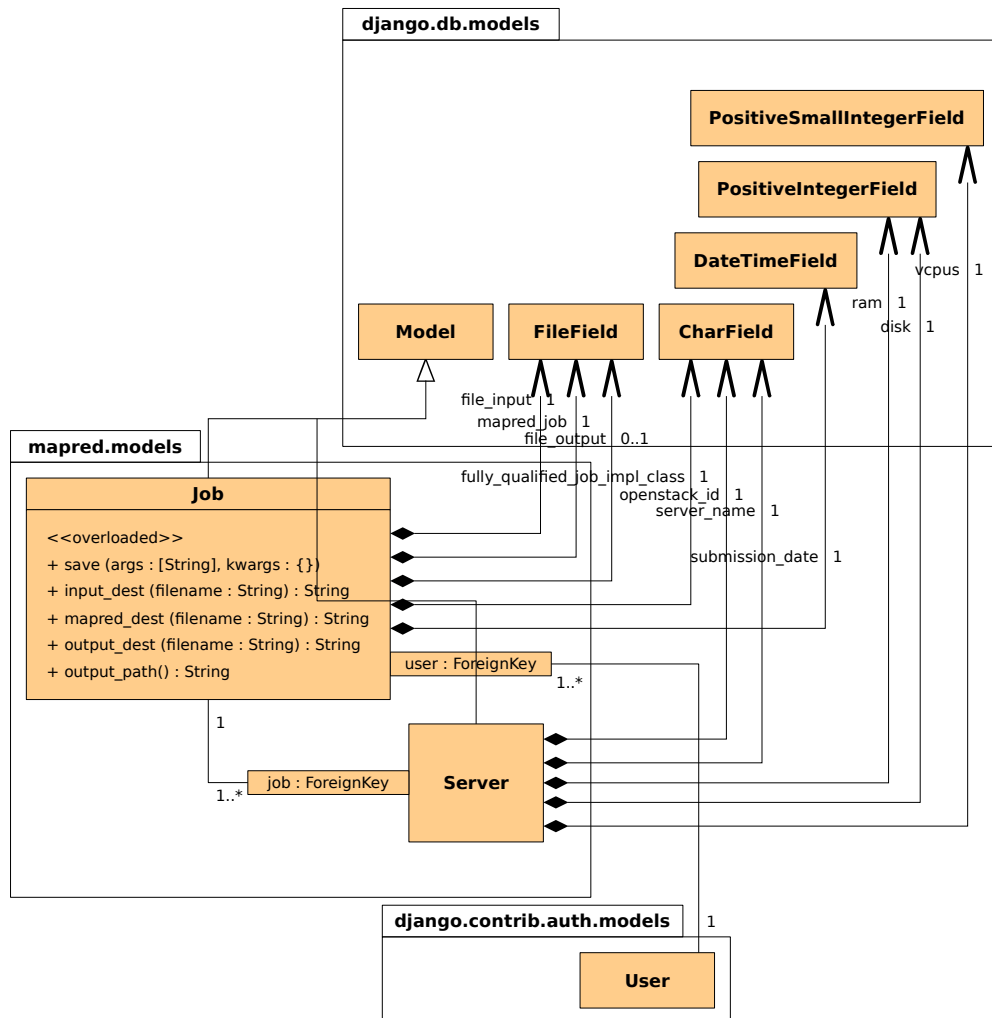 django.db.models
PositiveSmallIntegerField
PositiveIntegerField
DateTimeField
vcpus 1
ram 1
disk 1
Model
FileField
CharField
file_input 1
mapred_job 1
file_output 0..1
mapred.models
fully_qualified_job_impl_class 1
openstack_id 1
server_name 1
submission_date 1
Job
<<overloaded>>
+ save (args : [String], kwargs : {})
+ input_dest (filename : String) : String
+ mapred_dest (filename : String) : String
+ output_dest (filename : String) : String
+ output_path() : String
user : ForeignKey
1..*
1
job : ForeignKey
1..*
Server
django.contrib.auth.models
1
User